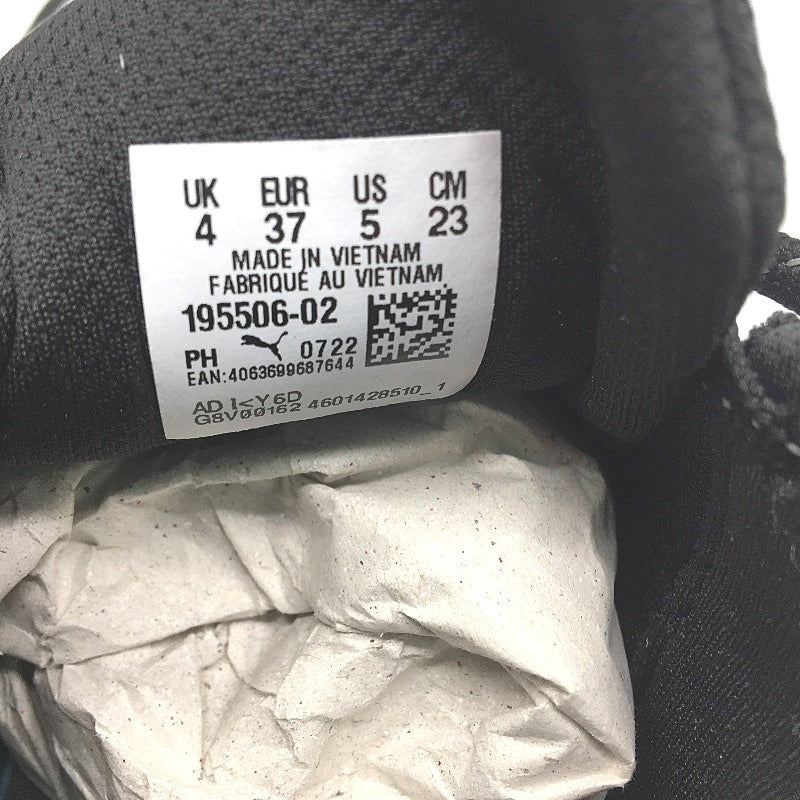 UK EUR US CM
4 37 5 23
MADE IN VIETNAM
FABRIQUÉ AU VIETNAM
195506-02
PH 0722
EAN:4063699687644
AD I<Y6D
G8V00162 4601428510_1